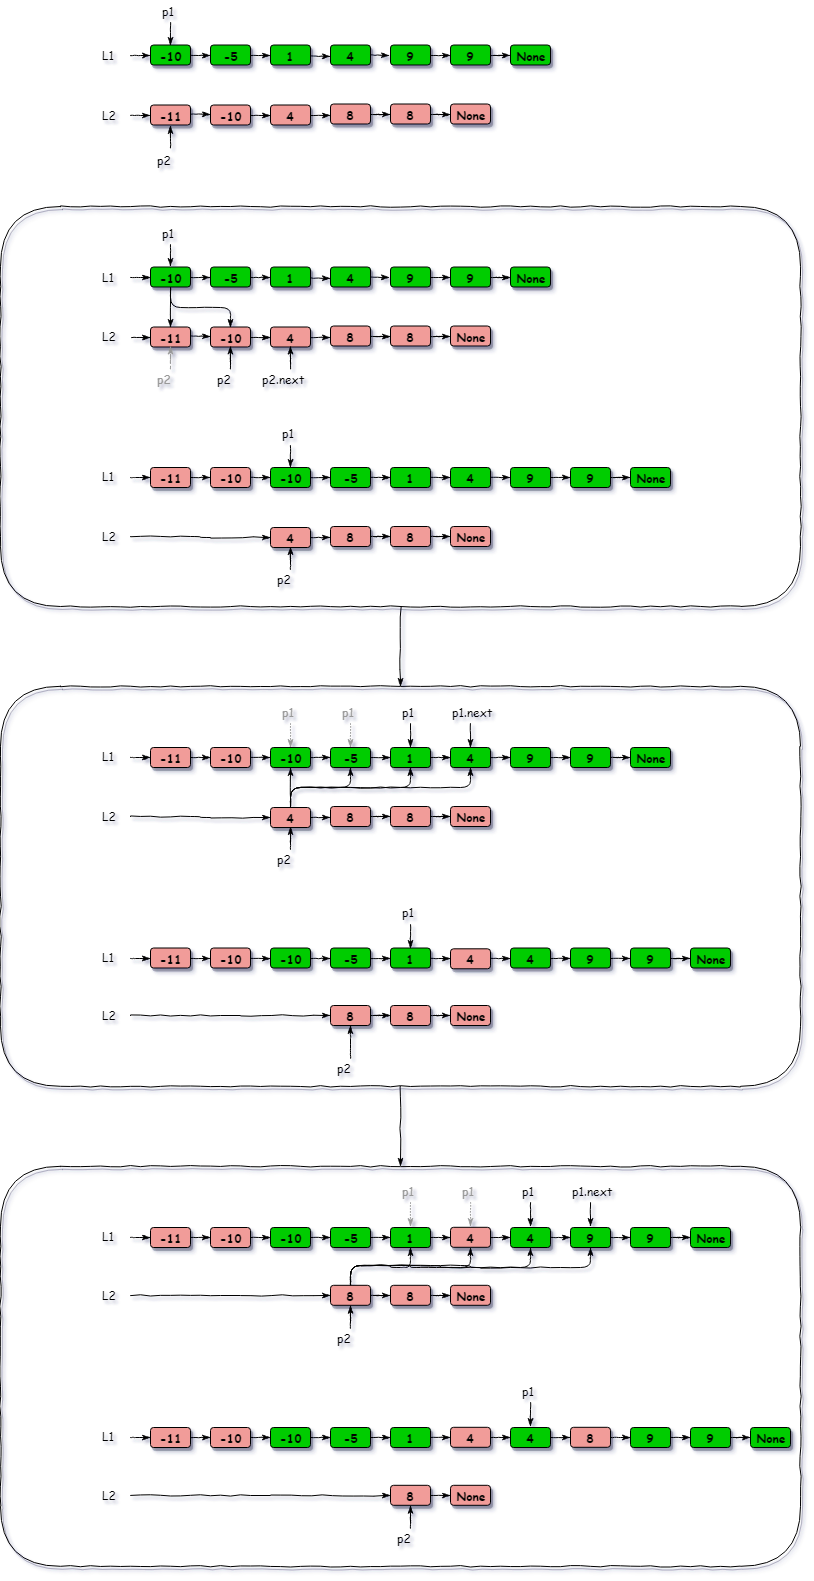 p1
L1 -10 -5 1 4 9 9 None
L2 -11 -10 4 8 8 None
p2
p1
L1 -10 -5 1 4 9 9 None
L2 -11 -10 4 8 8 None
p2 p2 p2.next
p1
L1 -11 -10 -10 -5 1 4 9 9 None
L2 4 8 8 None
p2
p1 p1 p1 p1.next
L1 -11 -10 -10 -5 1 4 9 9 None
L2 4 8 8 None
p2
p1
L1 -11 -10 -10 -5 1 4 4 9 9 None
L2 8 8 None
p2
p1 p1 p1 p1.next
L1 -11 -10 -10 -5 1 4 4 9 9 None
L2 8 8 None
p2
p1
L1 -11 -10 -10 -5 1 4 4 8 9 9 None
L2 8 None
p2